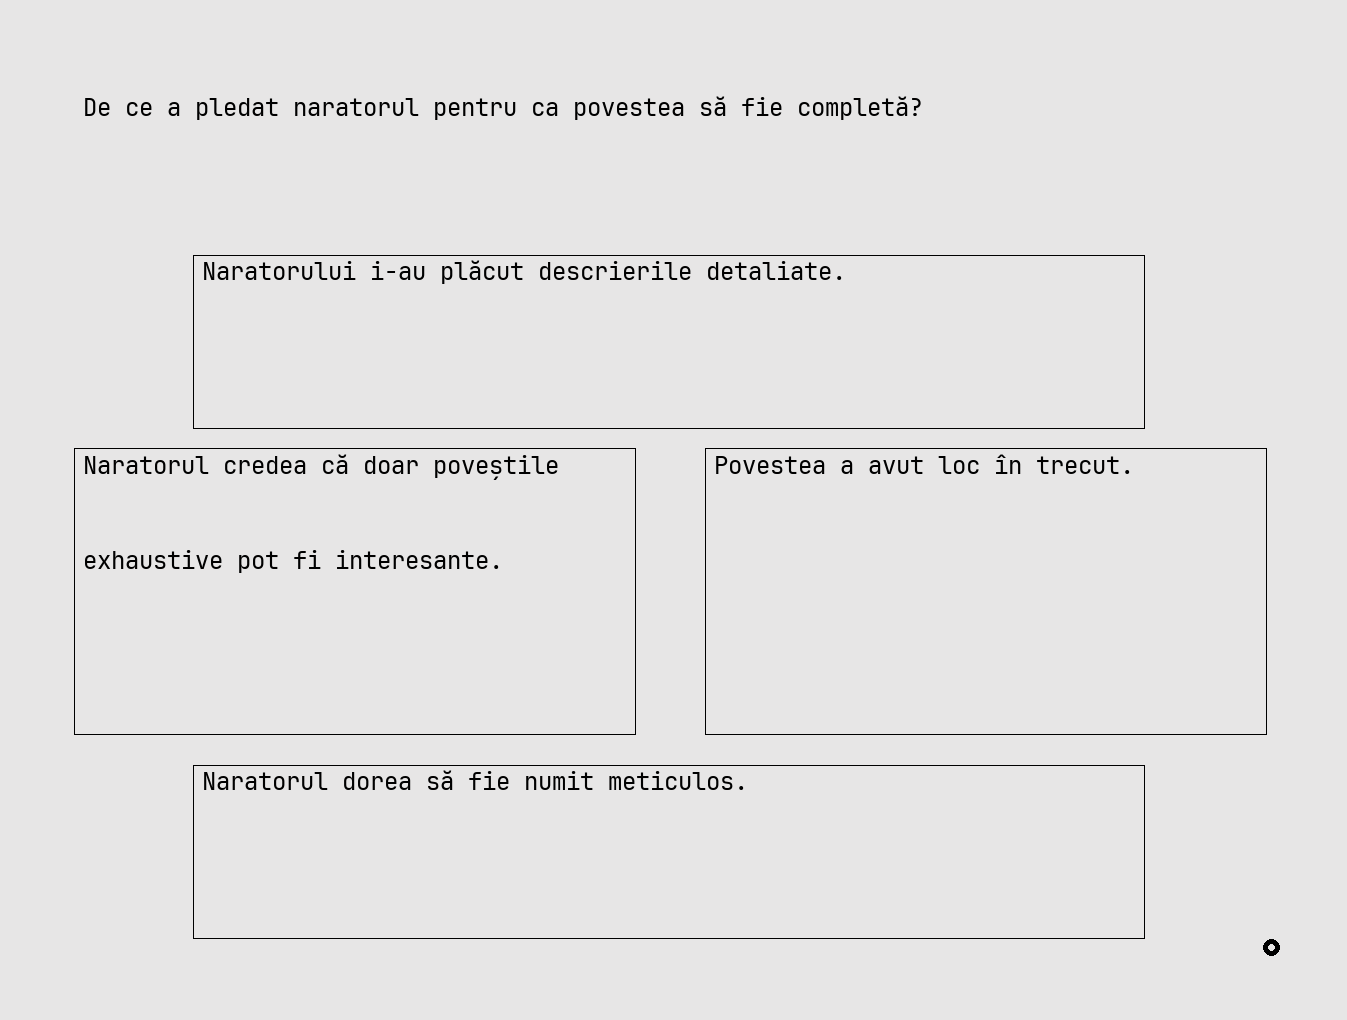 De ce a pledat naratorul pentru ca povestea să fie completă?
Naratorului i-au plăcut descrierile detaliate.
Naratorul credea că doar poveștile
exhaustive pot fi interesante.
Povestea a avut loc în trecut.
Naratorul dorea să fie numit meticulos.